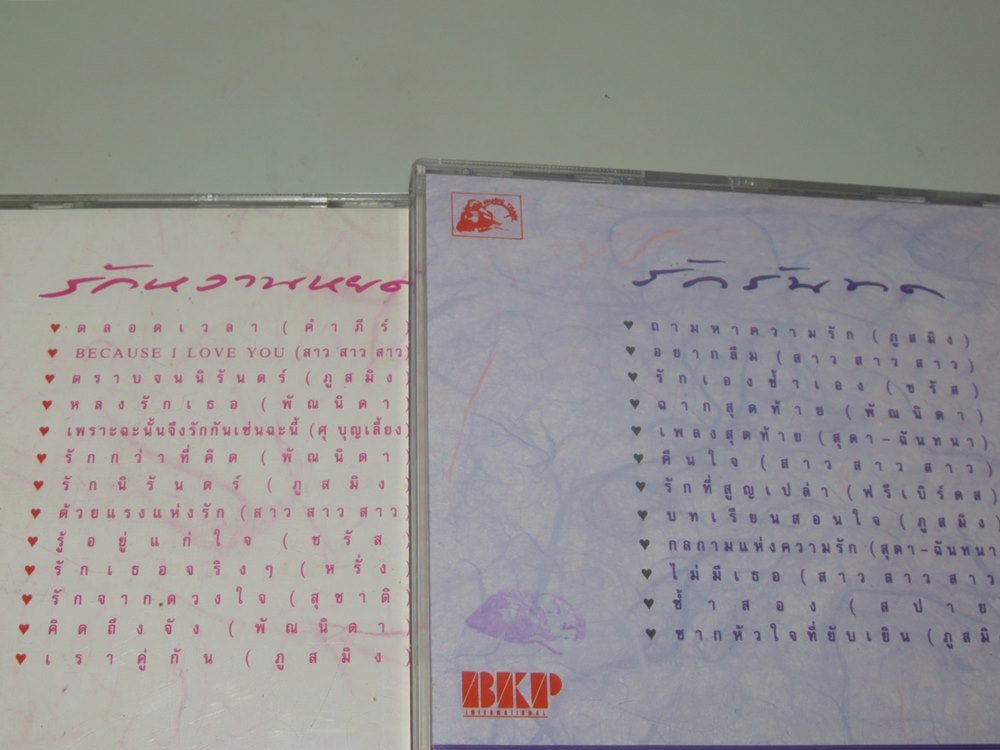 รักหวานหยด
ตลอดเวลา (คำภีร์)
BECAUSE I LOVE YOU (สาว สาว สาว)
ตราบจนนิรันดร์ (ภูสมิง)
หลงรักเธอ (พัณนิดา
เพราะฉะนั้นจึงรักกันเช่นฉะนี้ (ศุ บุญเลี้ยง)
รักกว่าที่คิด (พัณนิดา
รักนิรันดร์ (ภูสมิง
ด้วยแรงแห่งรัก (สาว สาว สาว
รู้อยู่แก่ใจ (ชรัส
รักเธอจริงๆ (หรั่ง)
รักจากดวงใจ (สุชาติ)
คิดถึงจัง (พัณนิดา)
เราคู่กัน (ภูสมิง)
รักรันทด
ถามหาความรัก (ภูสมิง)
อยากลืม (สาว สาว สาว)
รักเองช้ำเอง (ชรัส)
ฉากสุดท้าย (พัณนิดา)
เพลงสุดท้าย (สุดา-ฉันทนา)
คืนใจ (สาว สาว สาว)
รักที่สูญเปล่า (ฟรีเบิร์ดส)
บทเรียนสอนใจ (ภูสมิง)
กลกามแห่งความรัก (สุดา-ฉันทนา
ไม่มีเธอ (สาว สาว สาว
ช้ำสอง (สปาย
ซากหัวใจที่ยับเยิน (ภูสมิ
BKP
INTERNATIONAL